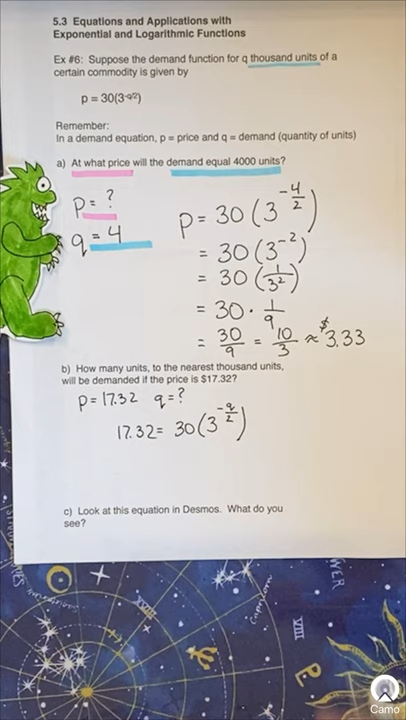 5.3 Equations and Applications with
Exponential and Logarithmic Functions
Ex #6: Suppose the demand function for q thousand units of a
certain commodity is given by
p = 30(3^-q/2)
Remember:
In a demand equation, p = price and q = demand (quantity of units)
a) At what price will the demand equal 4000 units?
p = ?
q = 4
p = 30(3^-4/2)
= 30(3^-2)
= 30(1/3^2)
= 30 · 1/9
= 30/9 = 10/3 ≈ $3.33
b) How many units, to the nearest thousand units,
will be demanded if the price is $17.32?
p = 17.32 q = ?
17.32 = 30(3^-q/2)
c) Look at this equation in Desmos. What do you
see?
XVIII
Capricorn
VIII
Camo